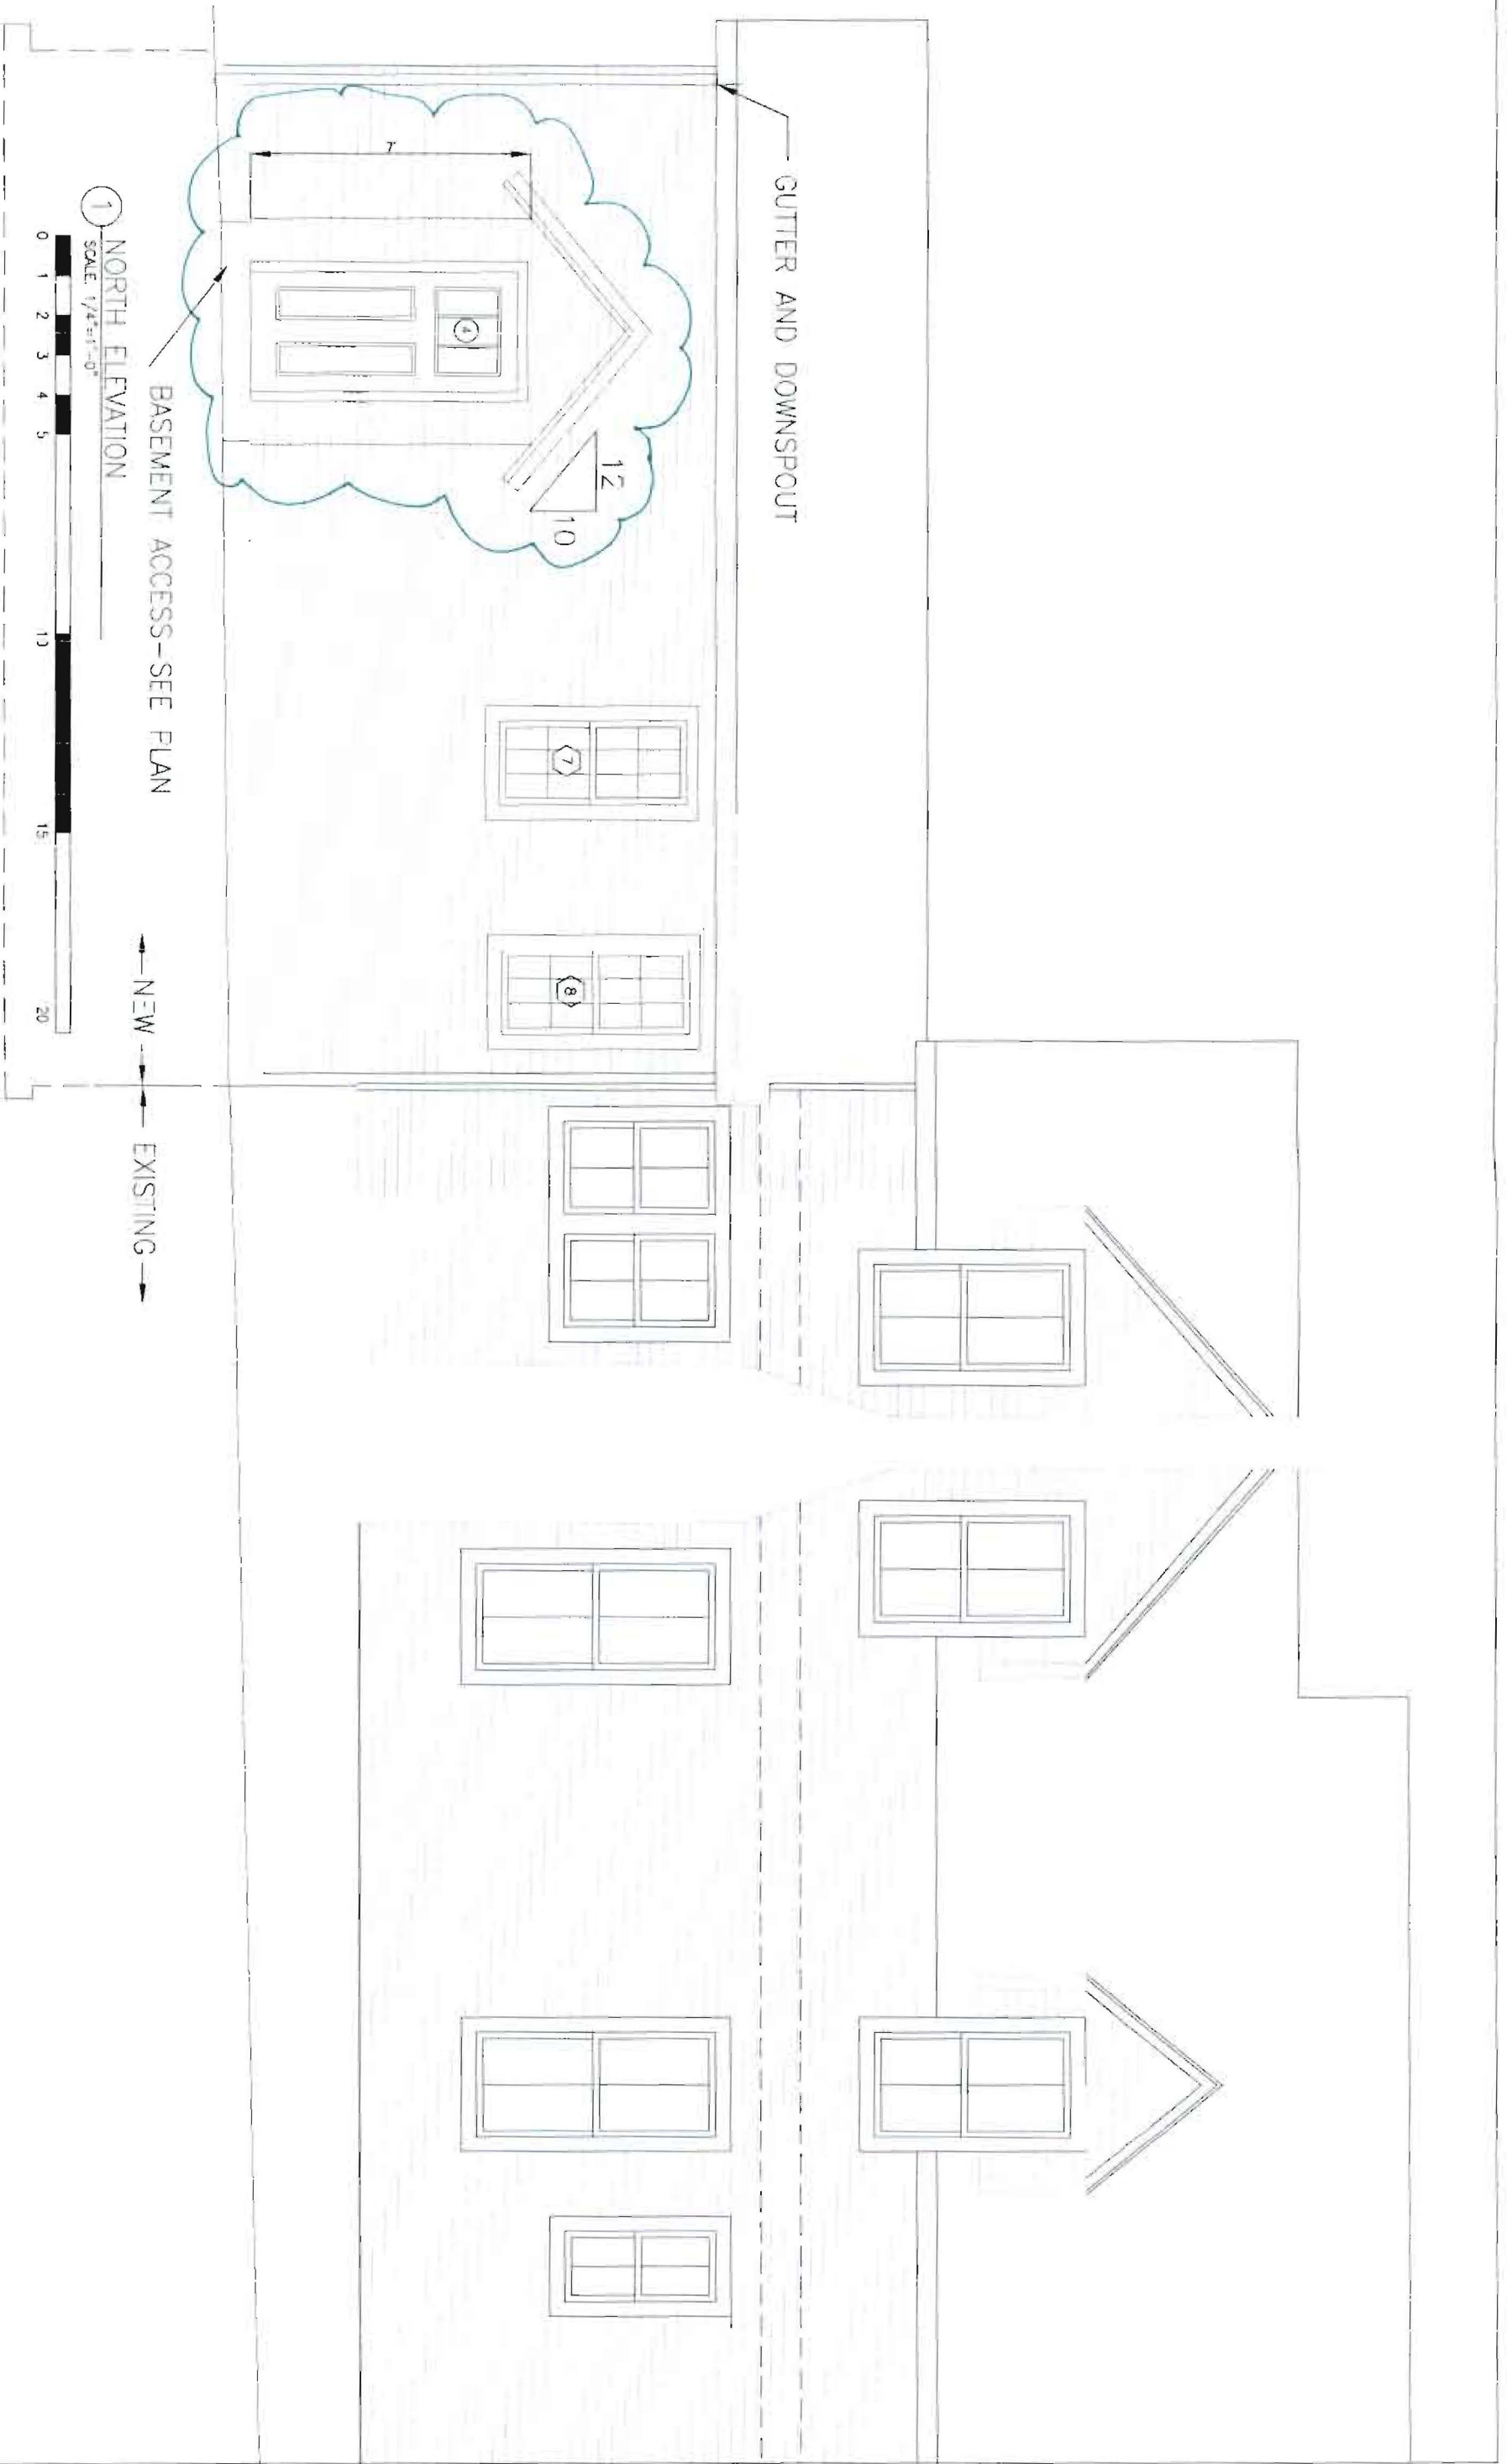 GUTTER AND DOWNSPOUT
7'
4
12
10
7
8
BASEMENT ACCESS-SEE PLAN
NEW
EXISTING
1
NORTH ELEVATION
SCALE: 1/4"=1'-0"
0 1 2 3 4 5 10 15 20